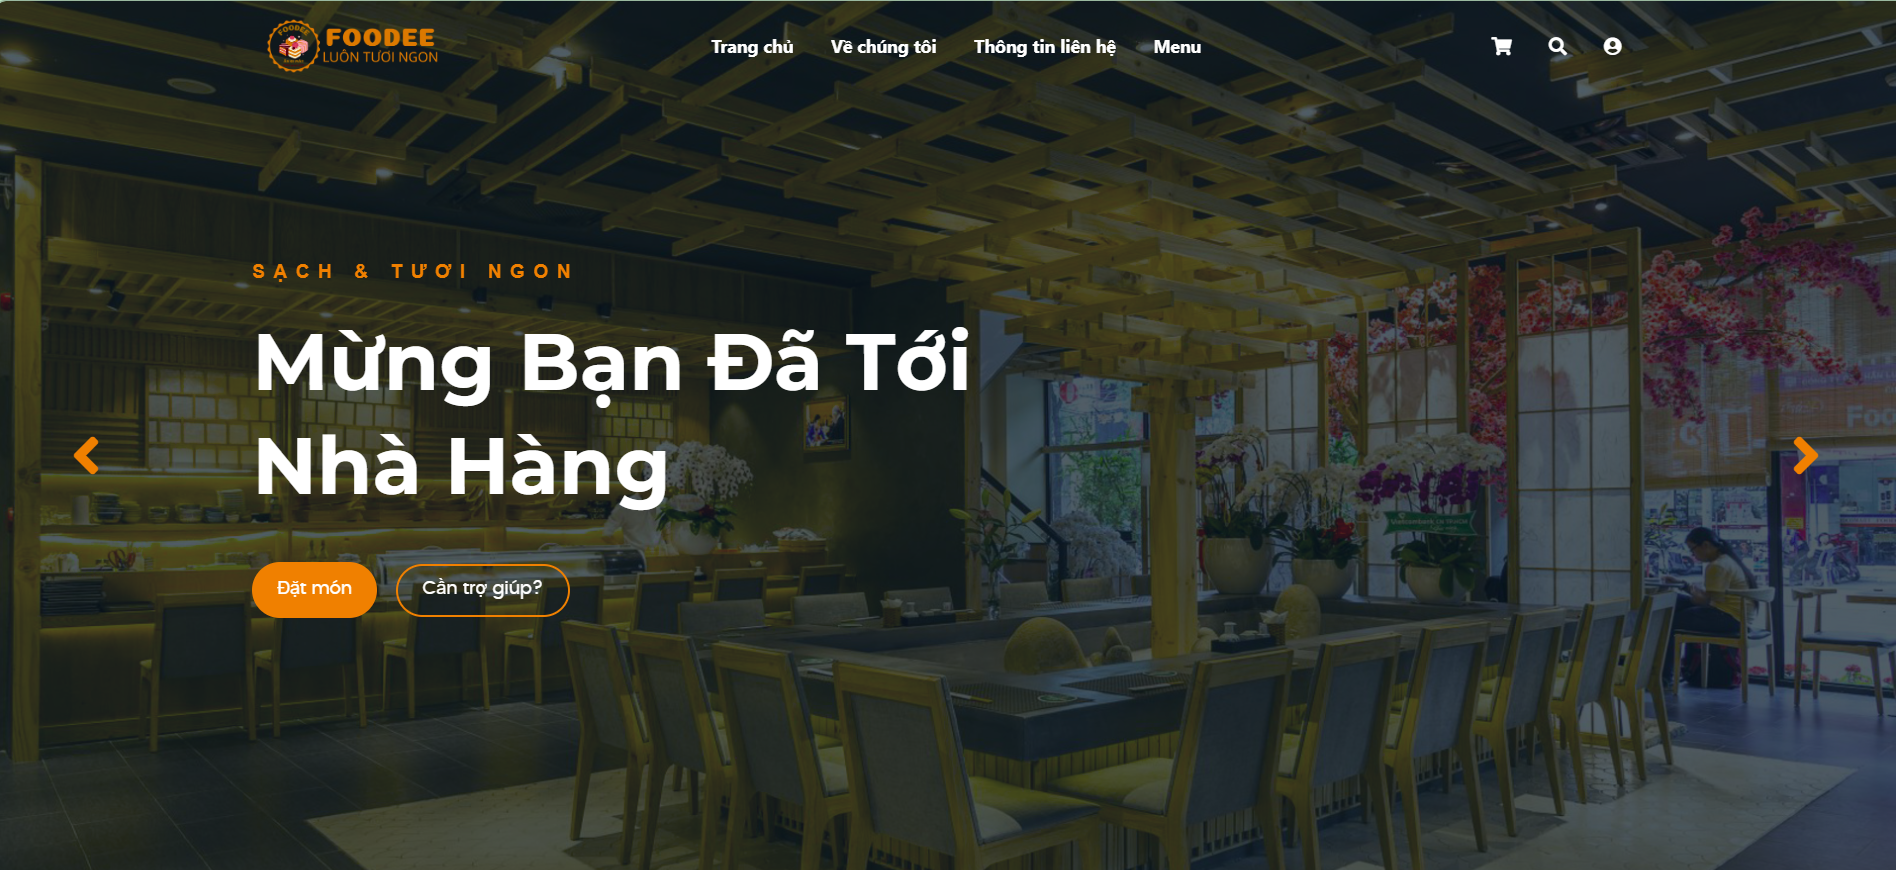 FOODEE
FOODEE
LUÔN TƯƠI NGON
Trang chủ
Về chúng tôi
Thông tin liên hệ
Menu
SẠCH & TƯƠI NGON
Mừng Bạn Đã Tới
Nhà Hàng
Đặt món
Cần trợ giúp?